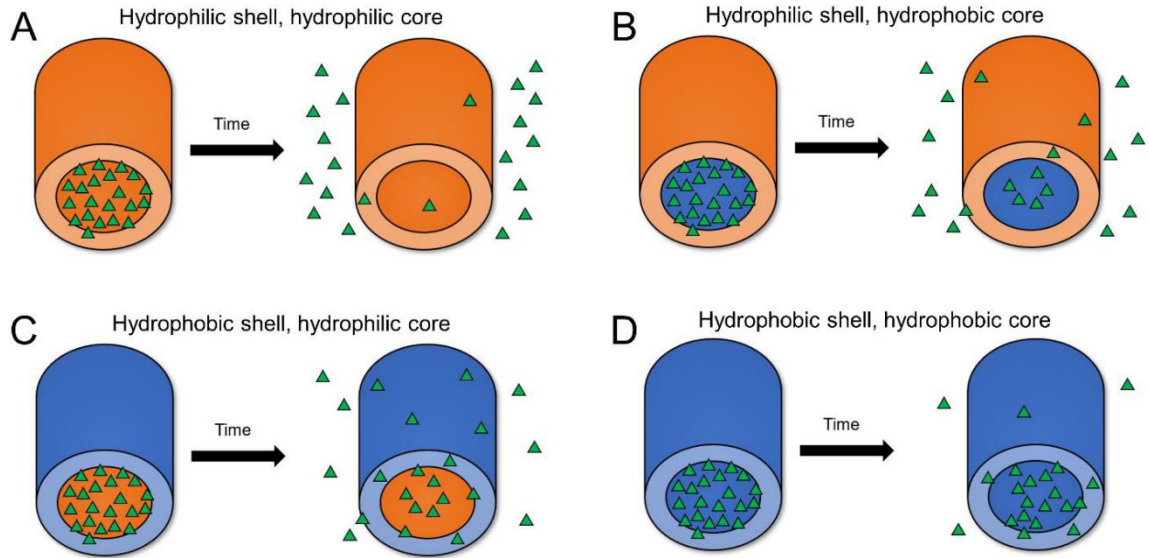 A
Hydrophilic shell, hydrophilic core
Time
B
Hydrophilic shell, hydrophobic core
Time
C
Hydrophobic shell, hydrophilic core
Time
D
Hydrophobic shell, hydrophobic core
Time